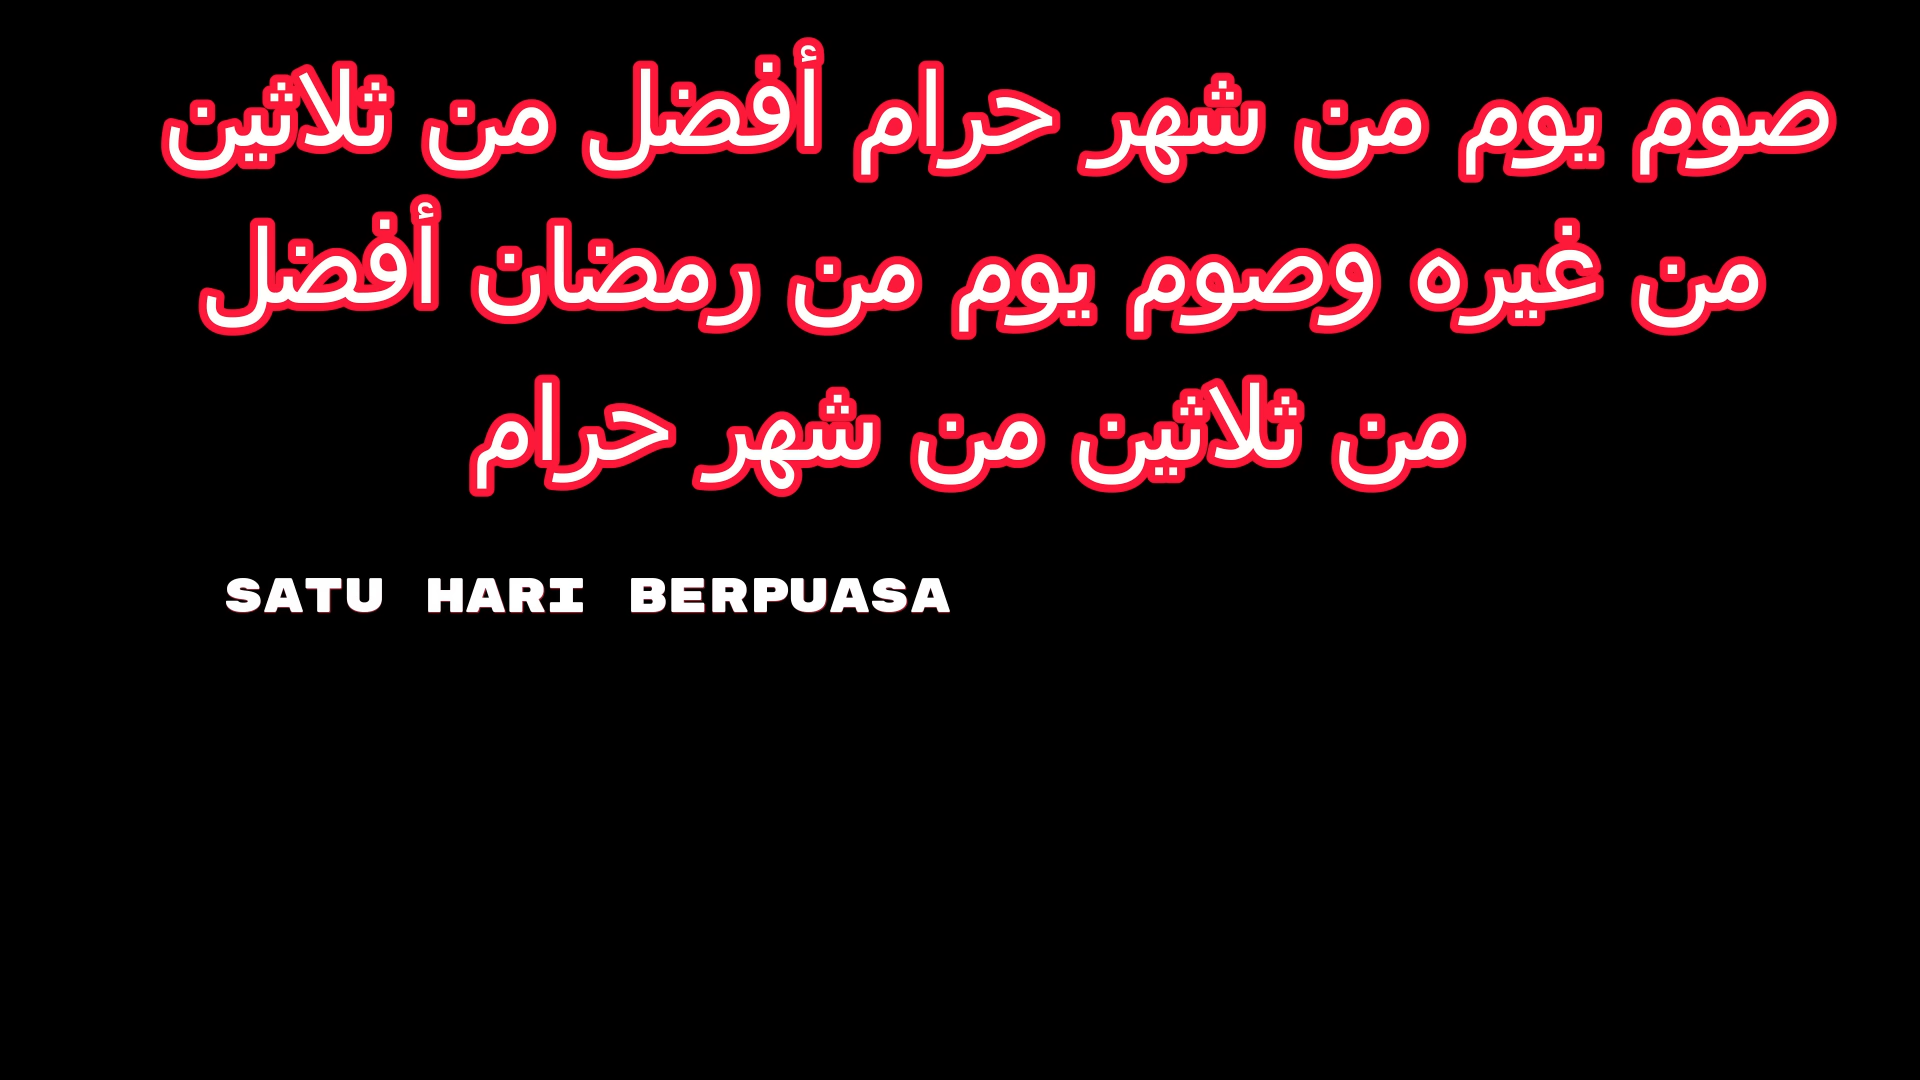 صوم يوم من شهر حرام أفضل من ثلاثين
من غيره وصوم يوم من رمضان أفضل
من ثلاثين من شهر حرام
SATU HARI BERPUASA